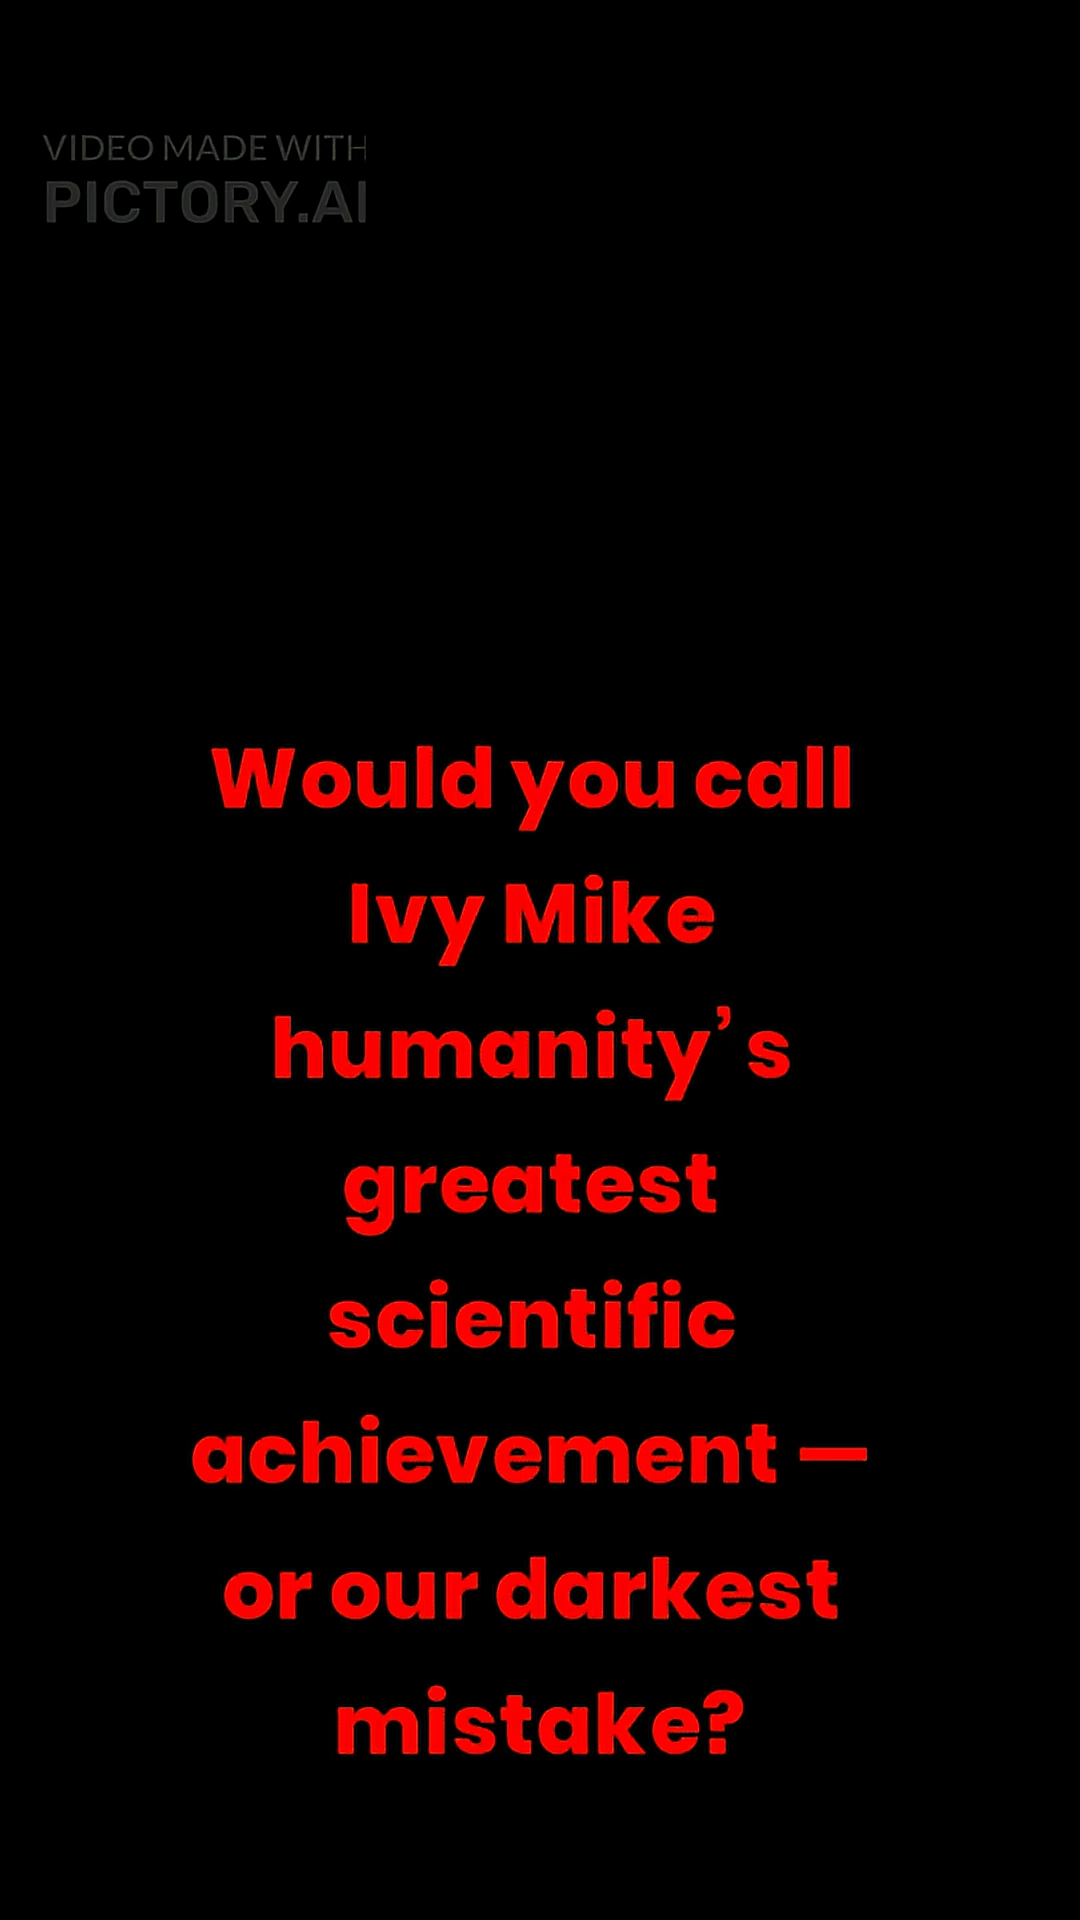 VIDEO MADE WITH
PICTORY.AI
Would you call
Ivy Mike
humanity’s
greatest
scientific
achievement —
or our darkest
mistake?